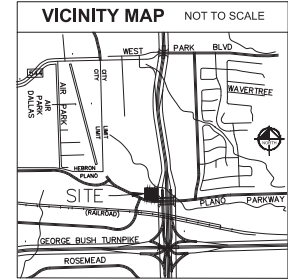 VICINITY MAP NOT TO SCALE
WEST PARK BLVD
544
AIR PARK DALLAS
AIR PARK
CITY LIMIT
CITY LIMIT
WAVERTREE
NORTH
HEBRON
PLANO
SITE
PLANO PARKWAY
(RAILROAD)
GEORGE BUSH TURNPIKE
ROSEMEAD